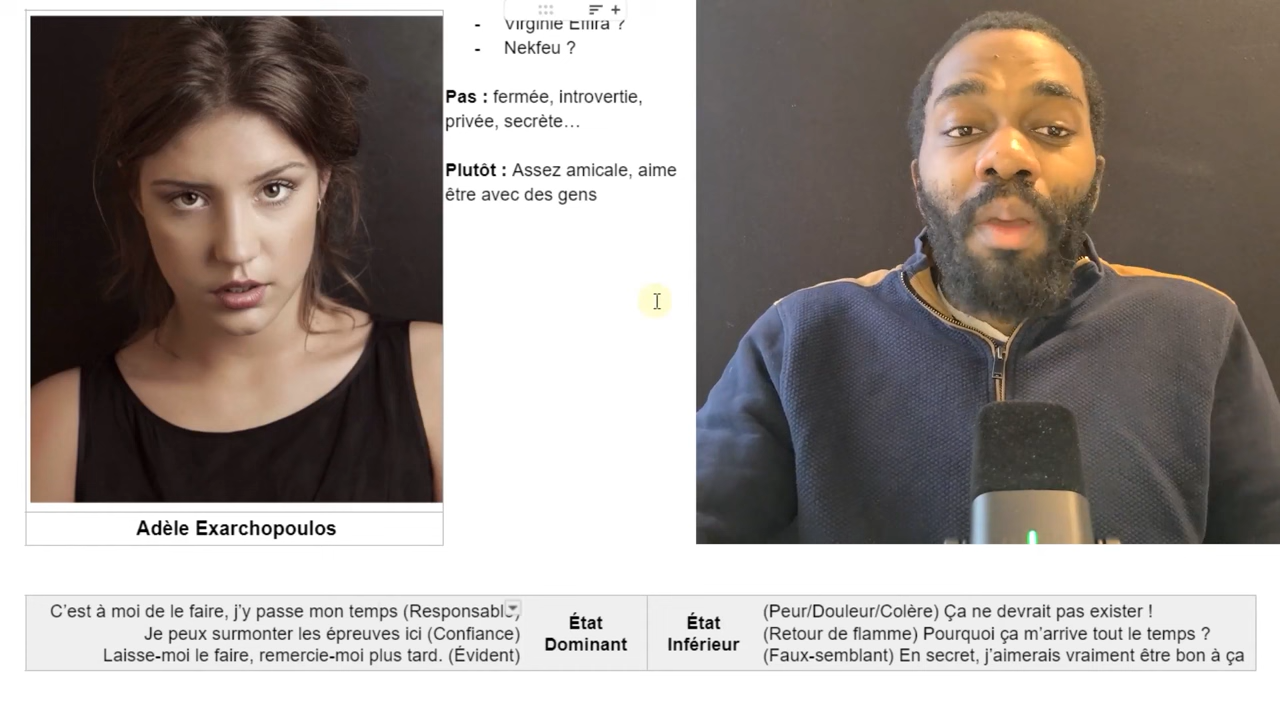 Virginie Efira ?
- Nekfeu ?
Pas : fermée, introvertie,
privée, secrète…
Plutôt : Assez amicale, aime
être avec des gens
Adèle Exarchopoulos
C’est à moi de le faire, j’y passe mon temps (Responsable)
Je peux surmonter les épreuves ici (Confiance)
Laisse-moi le faire, remercie-moi plus tard. (Évident)
État
Dominant
État
Inférieur
(Peur/Douleur/Colère) Ça ne devrait pas exister !
(Retour de flamme) Pourquoi ça m’arrive tout le temps ?
(Faux-semblant) En secret, j’aimerais vraiment être bon à ça